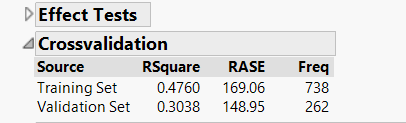 Effect Tests
Crossvalidation
Source RSquare RASE Freq
Training Set 0.4760 169.06 738
Validation Set 0.3038 148.95 262